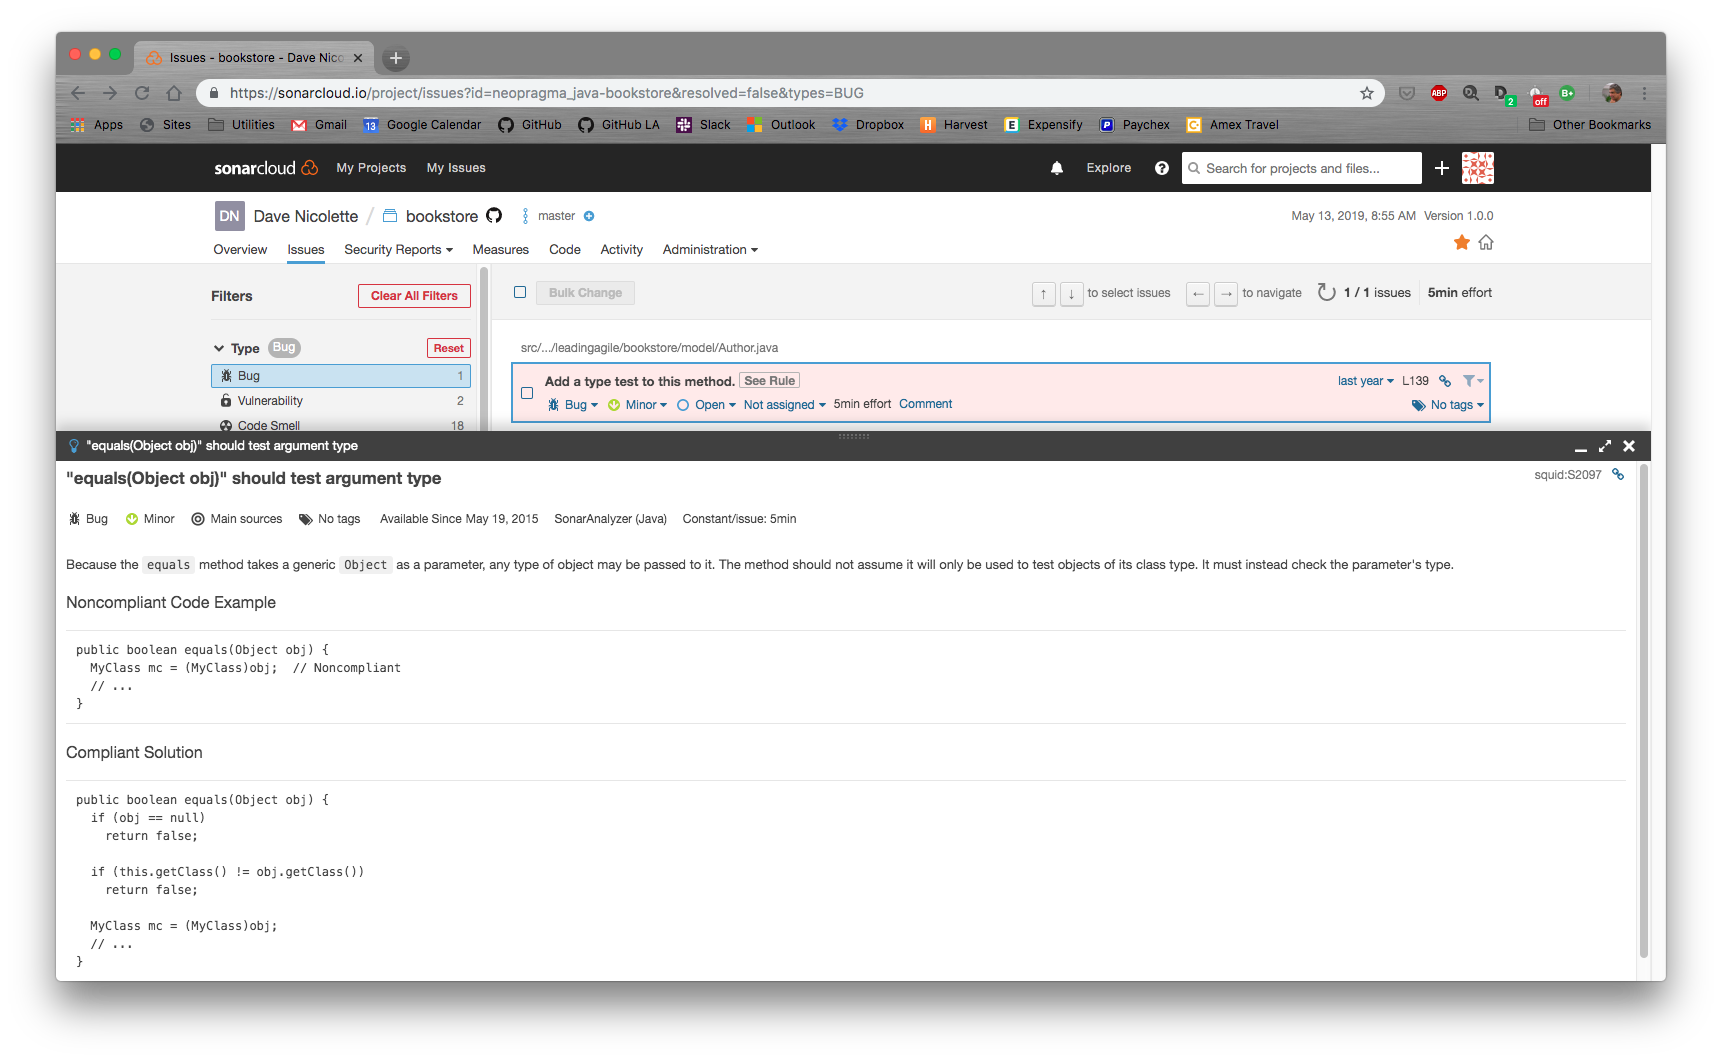 Issues - bookstore - Dave Nico
https://sonarcloud.io/project/issues?id=neopragma_java-bookstore&resolved=false&types=BUG
ABP
2
off
B+
Apps Sites Utilities Gmail 13 Google Calendar GitHub GitHub LA Slack Outlook Dropbox H Harvest E Expensify P Paychex Amex Travel Other Bookmarks
sonarcloud My Projects My Issues Explore ? Search for projects and files...
DN Dave Nicolette / bookstore master May 13, 2019, 8:55 AM Version 1.0.0
Overview Issues Security Reports Measures Code Activity Administration
Filters Clear All Filters Bulk Change ↑ ↓ to select issues ← → to navigate 1 / 1 issues 5min effort
Type Bug Reset
src/.../leadingagile/bookstore/model/Author.java
Bug 1
Add a type test to this method. See Rule last year L139
Vulnerability 2
Bug Minor Open Not assigned 5min effort Comment No tags
Code Smell 18
"equals(Object obj)" should test argument type
"equals(Object obj)" should test argument type squid:S2097
Bug Minor Main sources No tags Available Since May 19, 2015 SonarAnalyzer (Java) Constant/issue: 5min
Because the equals method takes a generic Object as a parameter, any type of object may be passed to it. The method should not assume it will only be used to test objects of its class type. It must instead check the parameter's type.
Noncompliant Code Example
public boolean equals(Object obj) {
MyClass mc = (MyClass)obj;  // Noncompliant
// ...
}
Compliant Solution
public boolean equals(Object obj) {
if (obj == null)
return false;
if (this.getClass() != obj.getClass())
return false;
MyClass mc = (MyClass)obj;
// ...
}